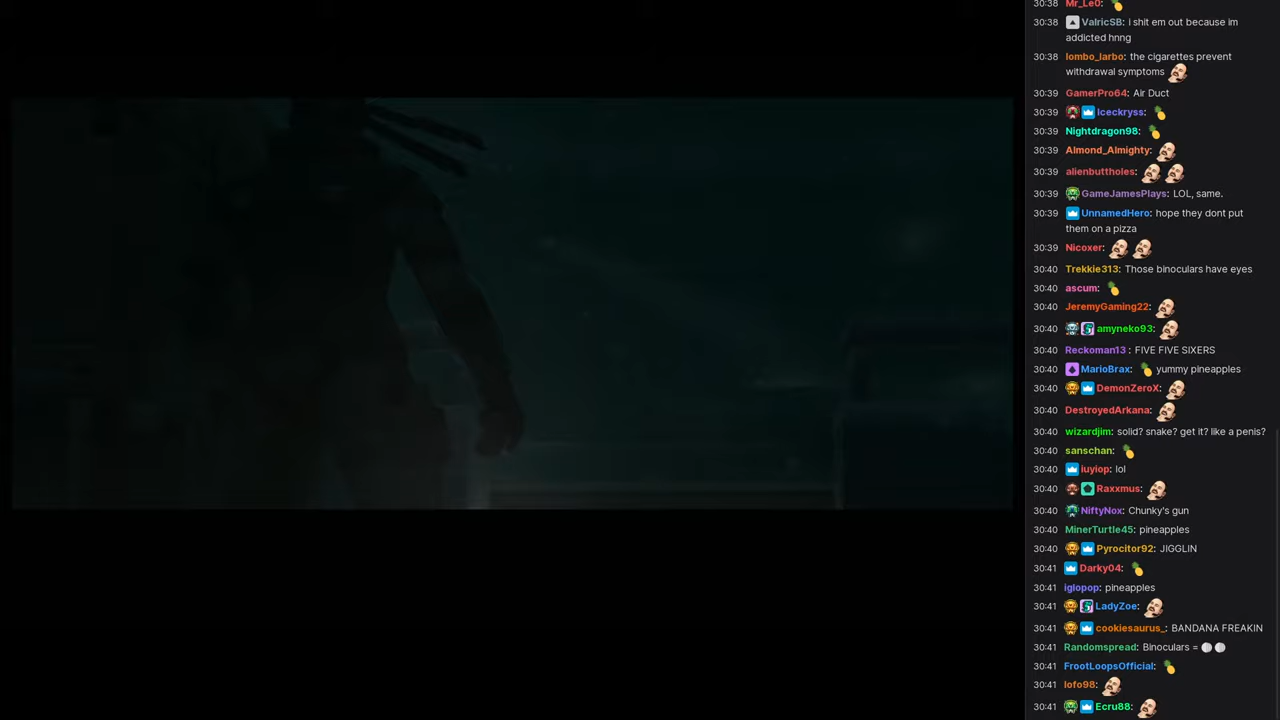 30:38 Mr_Le0:
30:38 ValricSB: i shit em out because im
addicted hnng
30:38 lombo_larbo: the cigarettes prevent
withdrawal symptoms
30:39 GamerPro64: Air Duct
30:39 Iceckryss:
30:39 Nightdragon98:
30:39 Almond_Almighty:
30:39 alienbuttholes:
30:39 GameJamesPlays: LOL, same.
30:39 UnnamedHero: hope they dont put
them on a pizza
30:39 Nicoxer:
30:40 Trekkie313: Those binoculars have eyes
30:40 ascum:
30:40 JeremyGaming22:
30:40 amyneko93:
30:40 Reckoman13 : FIVE FIVE SIXERS
30:40 MarioBrax: yummy pineapples
30:40 DemonZeroX:
30:40 DestroyedArkana:
30:40 wizardjim: solid? snake? get it? like a penis?
30:40 sanschan:
30:40 iuyiop: lol
30:40 Raxxmus:
30:40 NiftyNox: Chunky's gun
30:40 MinerTurtle45: pineapples
30:40 Pyrocitor92: JIGGLIN
30:41 Darky04:
30:41 iglopop: pineapples
30:41 LadyZoe:
30:41 cookiesaurus_: BANDANA FREAKIN
30:41 Randomspread: Binoculars =
30:41 FrootLoopsOfficial:
30:41 lofo98:
30:41 Ecru88: